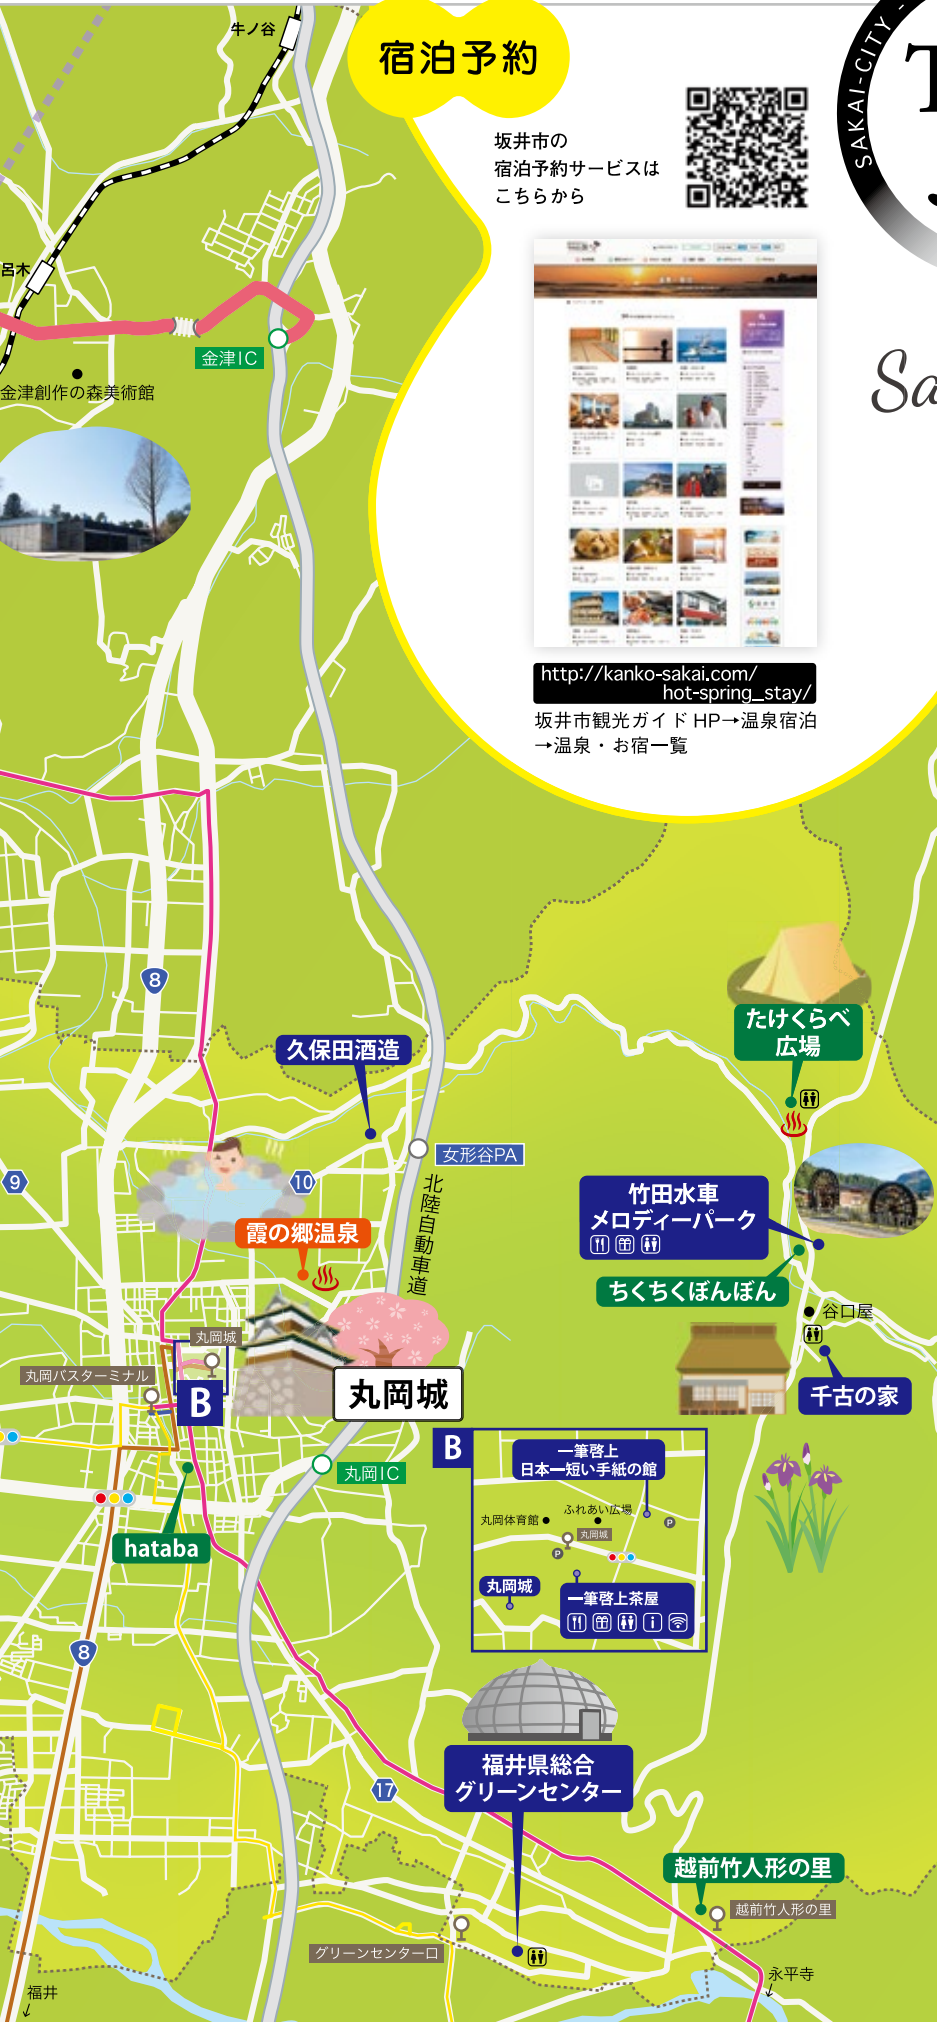 牛ノ谷
宿泊予約
坂井市の
宿泊予約サービスは
こちらから
SAKAI-CITY -
T
J
Sa
呂木
金津IC
金津創作の森美術館
http://kanko-sakai.com/
hot-spring_stay/
坂井市観光ガイド HP→温泉宿泊
→温泉・お宿一覧
8
久保田酒造
たけくらべ
広場
女形谷PA
9
10
北陸自動車道
竹田水車
メロディーパーク
霞の郷温泉
ちくちくぼんぼん
谷口屋
丸岡城
丸岡バスターミナル
B
丸岡城
千古の家
丸岡IC
hataba
B
一筆啓上
日本一短い手紙の館
丸岡体育館
ふれあい広場
丸岡城
P
P
丸岡城
一筆啓上茶屋
i
8
福井県総合
グリーンセンター
17
越前竹人形の里
越前竹人形の里
グリーンセンター口
福井
永平寺